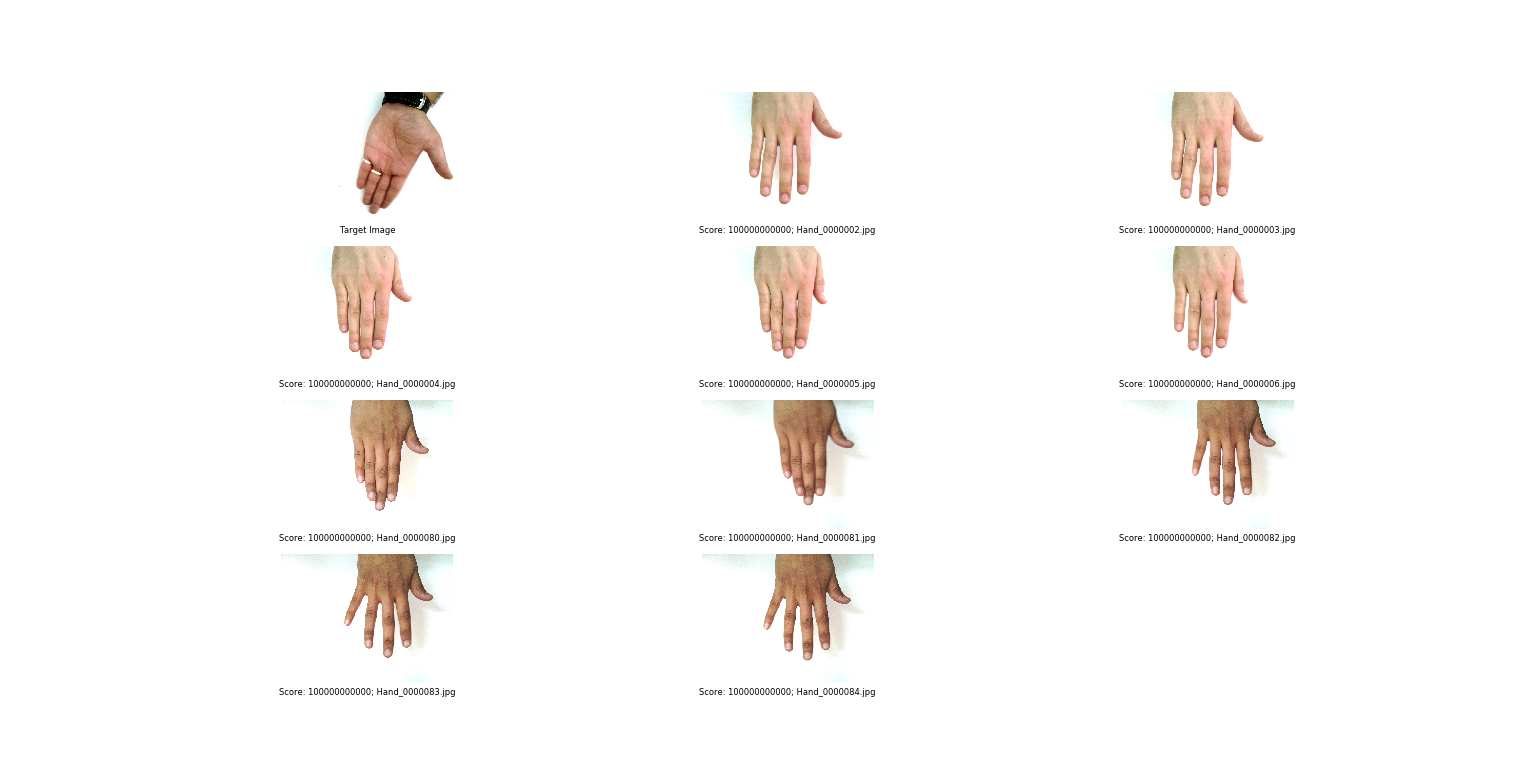 Target Image
Score: 100000000000; Hand_0000002.jpg
Score: 100000000000; Hand_0000003.jpg
Score: 100000000000; Hand_0000004.jpg
Score: 100000000000; Hand_0000005.jpg
Score: 100000000000; Hand_0000006.jpg
Score: 100000000000; Hand_0000080.jpg
Score: 100000000000; Hand_0000081.jpg
Score: 100000000000; Hand_0000082.jpg
Score: 100000000000; Hand_0000083.jpg
Score: 100000000000; Hand_0000084.jpg